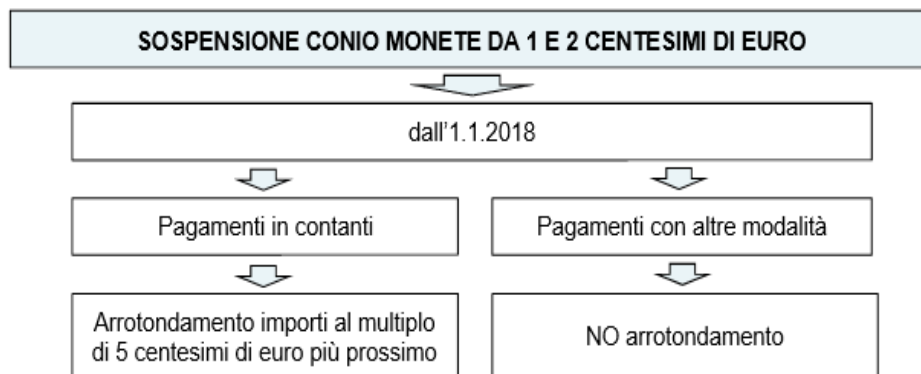 SOSPENSIONE CONIO MONETE DA 1 E 2 CENTESIMI DI EURO
dall'1.1.2018
Pagamenti in contanti
Pagamenti con altre modalità
Arrotondamento importi al multiplo
di 5 centesimi di euro più prossimo
NO arrotondamento